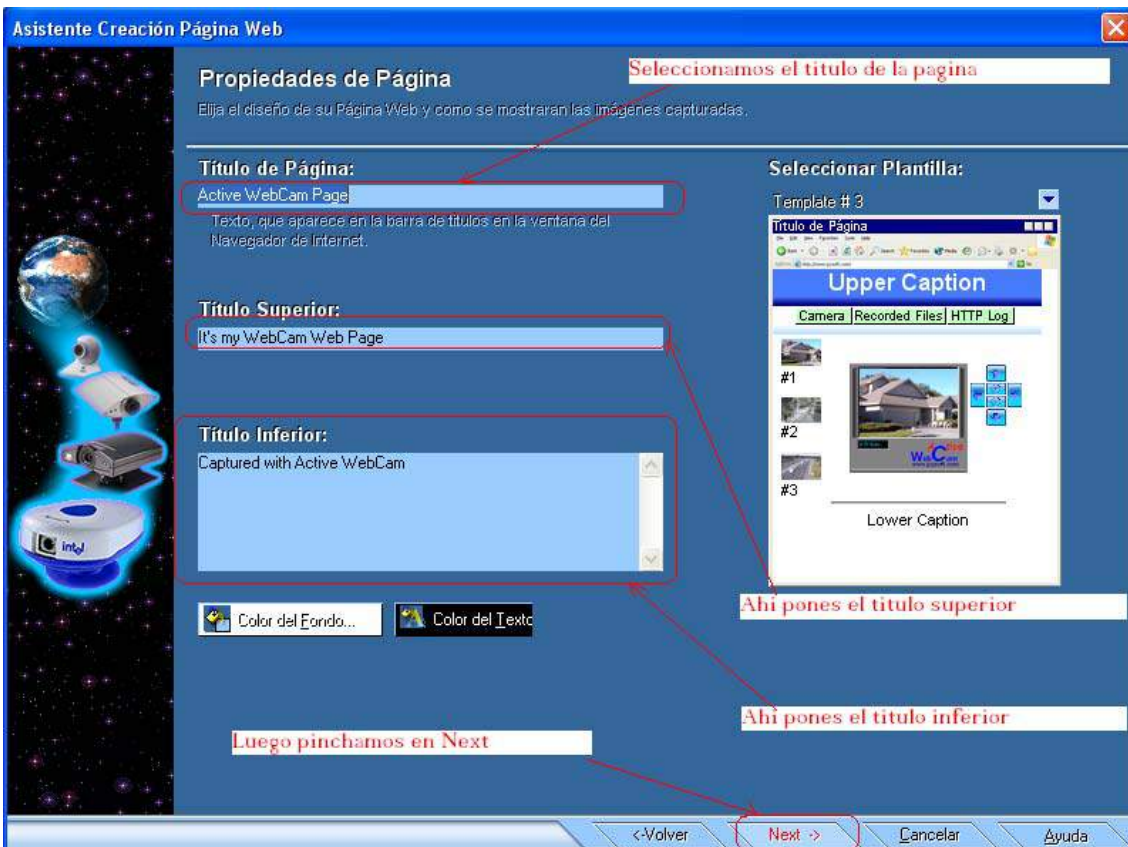 Asistente Creación Página Web
Propiedades de Página
Seleccionamos el titulo de la pagina
Elija el diseño de su Página Web y como se mostraran las imágenes capturadas.
Título de Página:
Active WebCam Page
Texto, que aparece en la barra de títulos en la ventana del
Navegador de Internet.
Título Superior:
It's my WebCam Web Page
Título Inferior:
Captured with Active WebCam
Color del Fondo...
Color del Texto
Seleccionar Plantilla:
Template # 3
Título de Página
Upper Caption
Camera Recorded Files HTTP Log
#1
#2
#3
WebCam
Lower Caption
intel
Ahi pones el titulo superior
Ahi pones el titulo inferior
Luego pinchamos en Next
<-Volver
Next ->
Cancelar
Ayuda